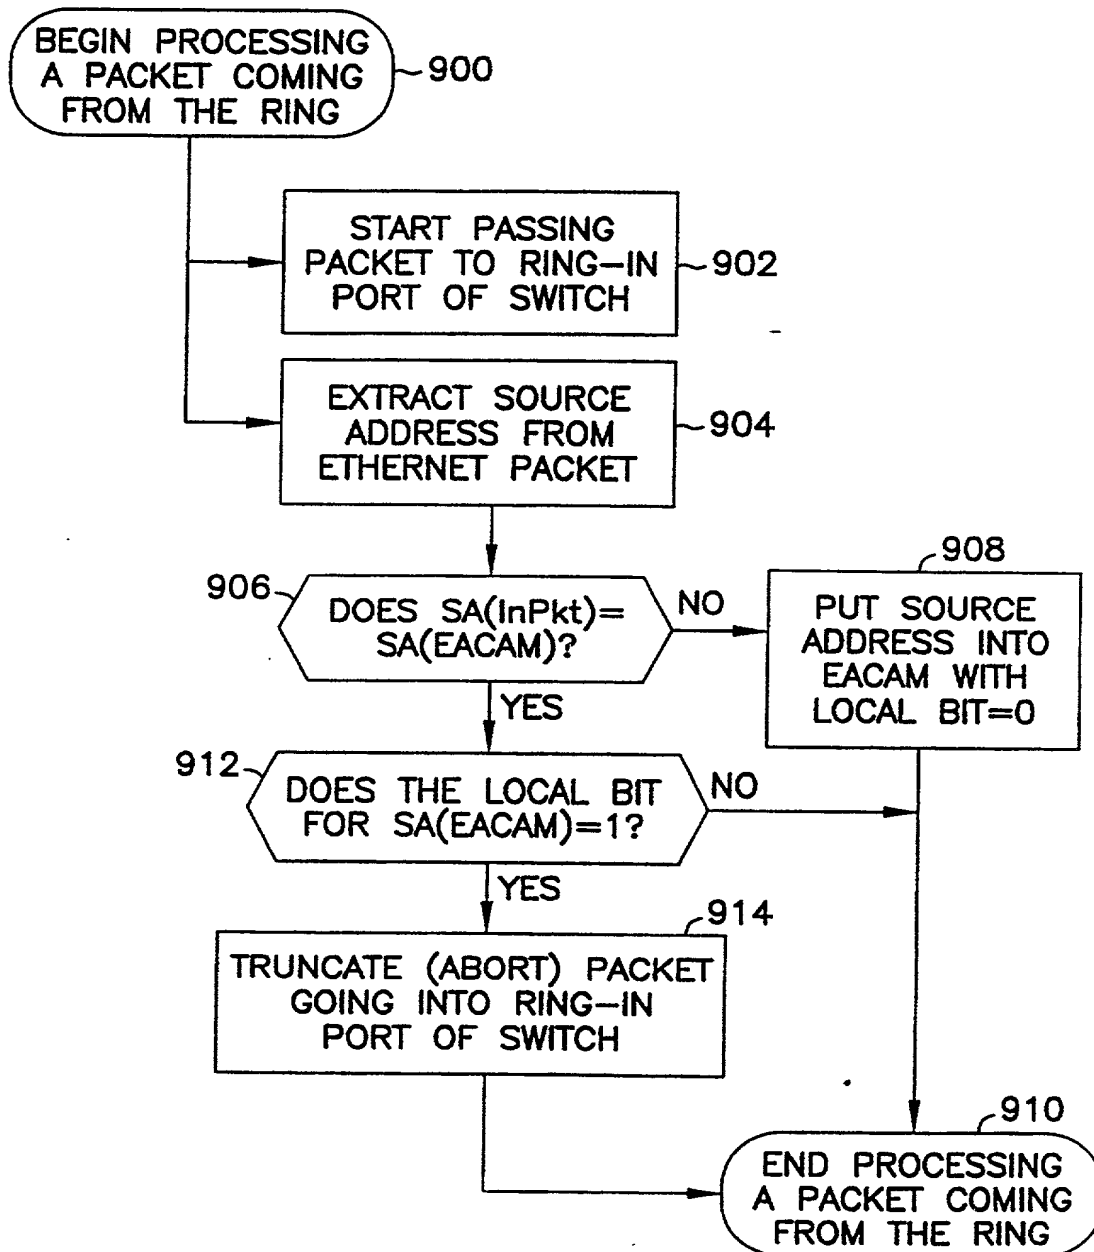 BEGIN PROCESSING
A PACKET COMING
FROM THE RING
900
START PASSING
PACKET TO RING-IN
PORT OF SWITCH
902
EXTRACT SOURCE
ADDRESS FROM
ETHERNET PACKET
904
906
DOES SA(InPkt)=
SA(EACAM)?
NO
YES
908
PUT SOURCE
ADDRESS INTO
EACAM WITH
LOCAL BIT=0
912
DOES THE LOCAL BIT
FOR SA(EACAM)=1?
NO
YES
914
TRUNCATE (ABORT) PACKET
GOING INTO RING-IN
PORT OF SWITCH
910
END PROCESSING
A PACKET COMING
FROM THE RING